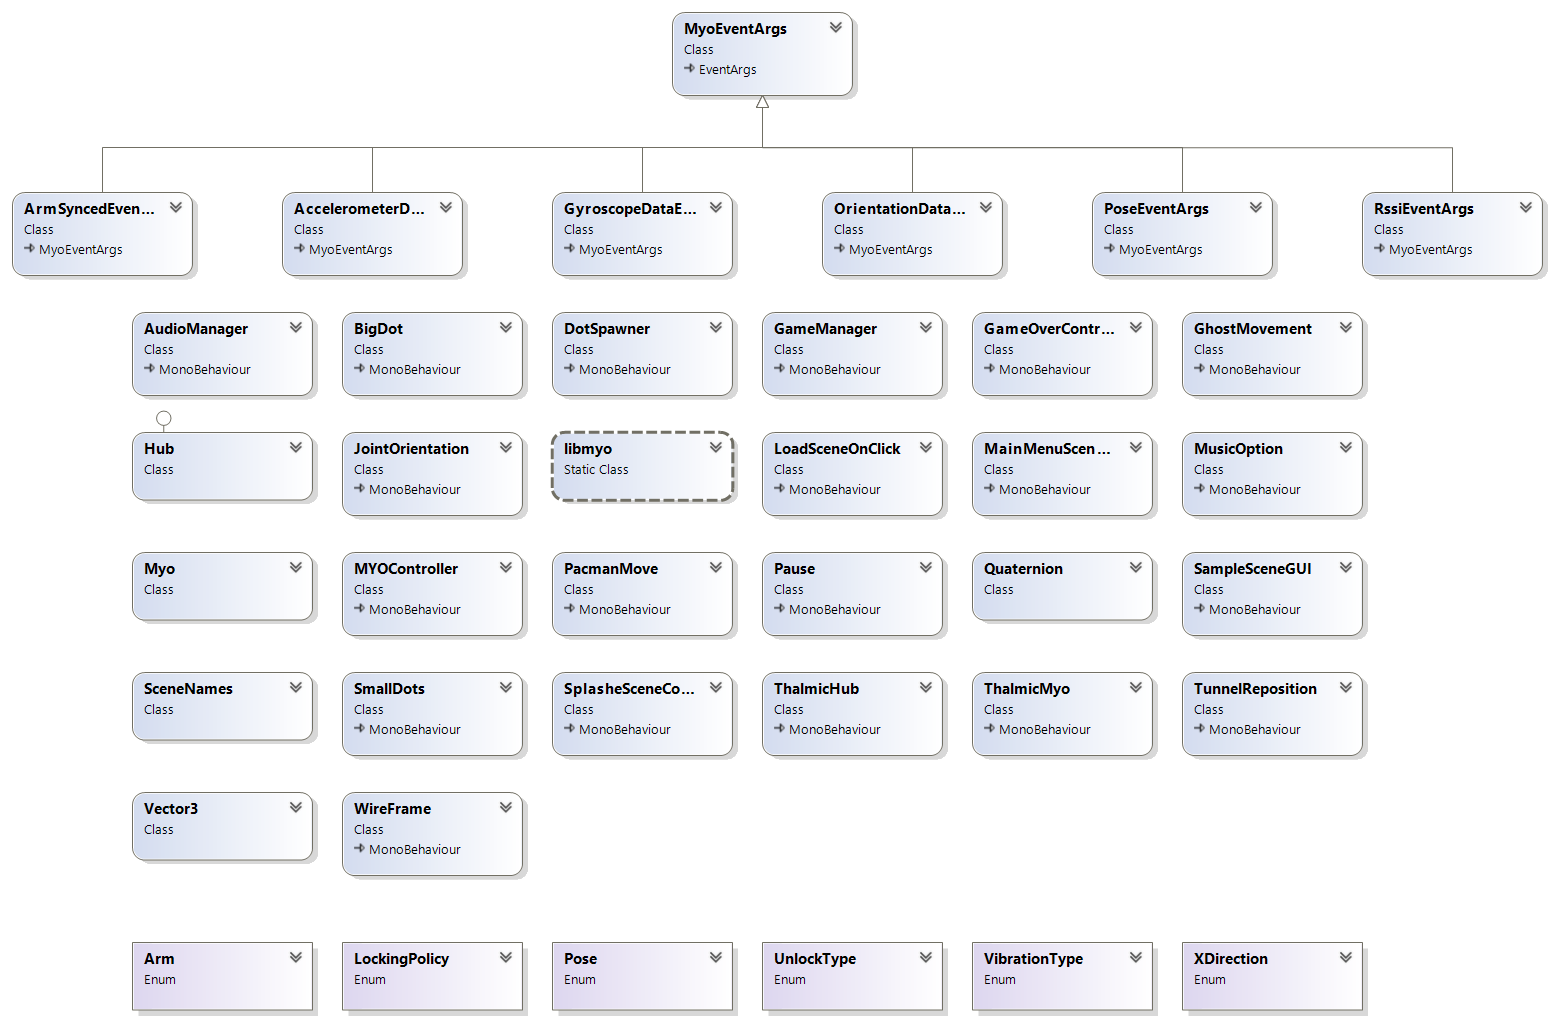 MyoEventArgs
Class
EventArgs
ArmSyncedEven...
Class
MyoEventArgs
AccelerometerD...
Class
MyoEventArgs
GyroscopeDataE...
Class
MyoEventArgs
OrientationData...
Class
MyoEventArgs
PoseEventArgs
Class
MyoEventArgs
RssiEventArgs
Class
MyoEventArgs
AudioManager
Class
MonoBehaviour
BigDot
Class
MonoBehaviour
DotSpawner
Class
MonoBehaviour
GameManager
Class
MonoBehaviour
GameOverContr...
Class
MonoBehaviour
GhostMovement
Class
MonoBehaviour
Hub
Class
JointOrientation
Class
MonoBehaviour
libmyo
Static Class
LoadSceneOnClick
Class
MonoBehaviour
MainMenuScen...
Class
MonoBehaviour
MusicOption
Class
MonoBehaviour
Myo
Class
MYOController
Class
MonoBehaviour
PacmanMove
Class
MonoBehaviour
Pause
Class
MonoBehaviour
Quaternion
Class
SampleSceneGUI
Class
MonoBehaviour
SceneNames
Class
SmallDots
Class
MonoBehaviour
SplasheSceneCo...
Class
MonoBehaviour
ThalmicHub
Class
MonoBehaviour
ThalmicMyo
Class
MonoBehaviour
TunnelReposition
Class
MonoBehaviour
Vector3
Class
WireFrame
Class
MonoBehaviour
Arm
Enum
LockingPolicy
Enum
Pose
Enum
UnlockType
Enum
VibrationType
Enum
XDirection
Enum